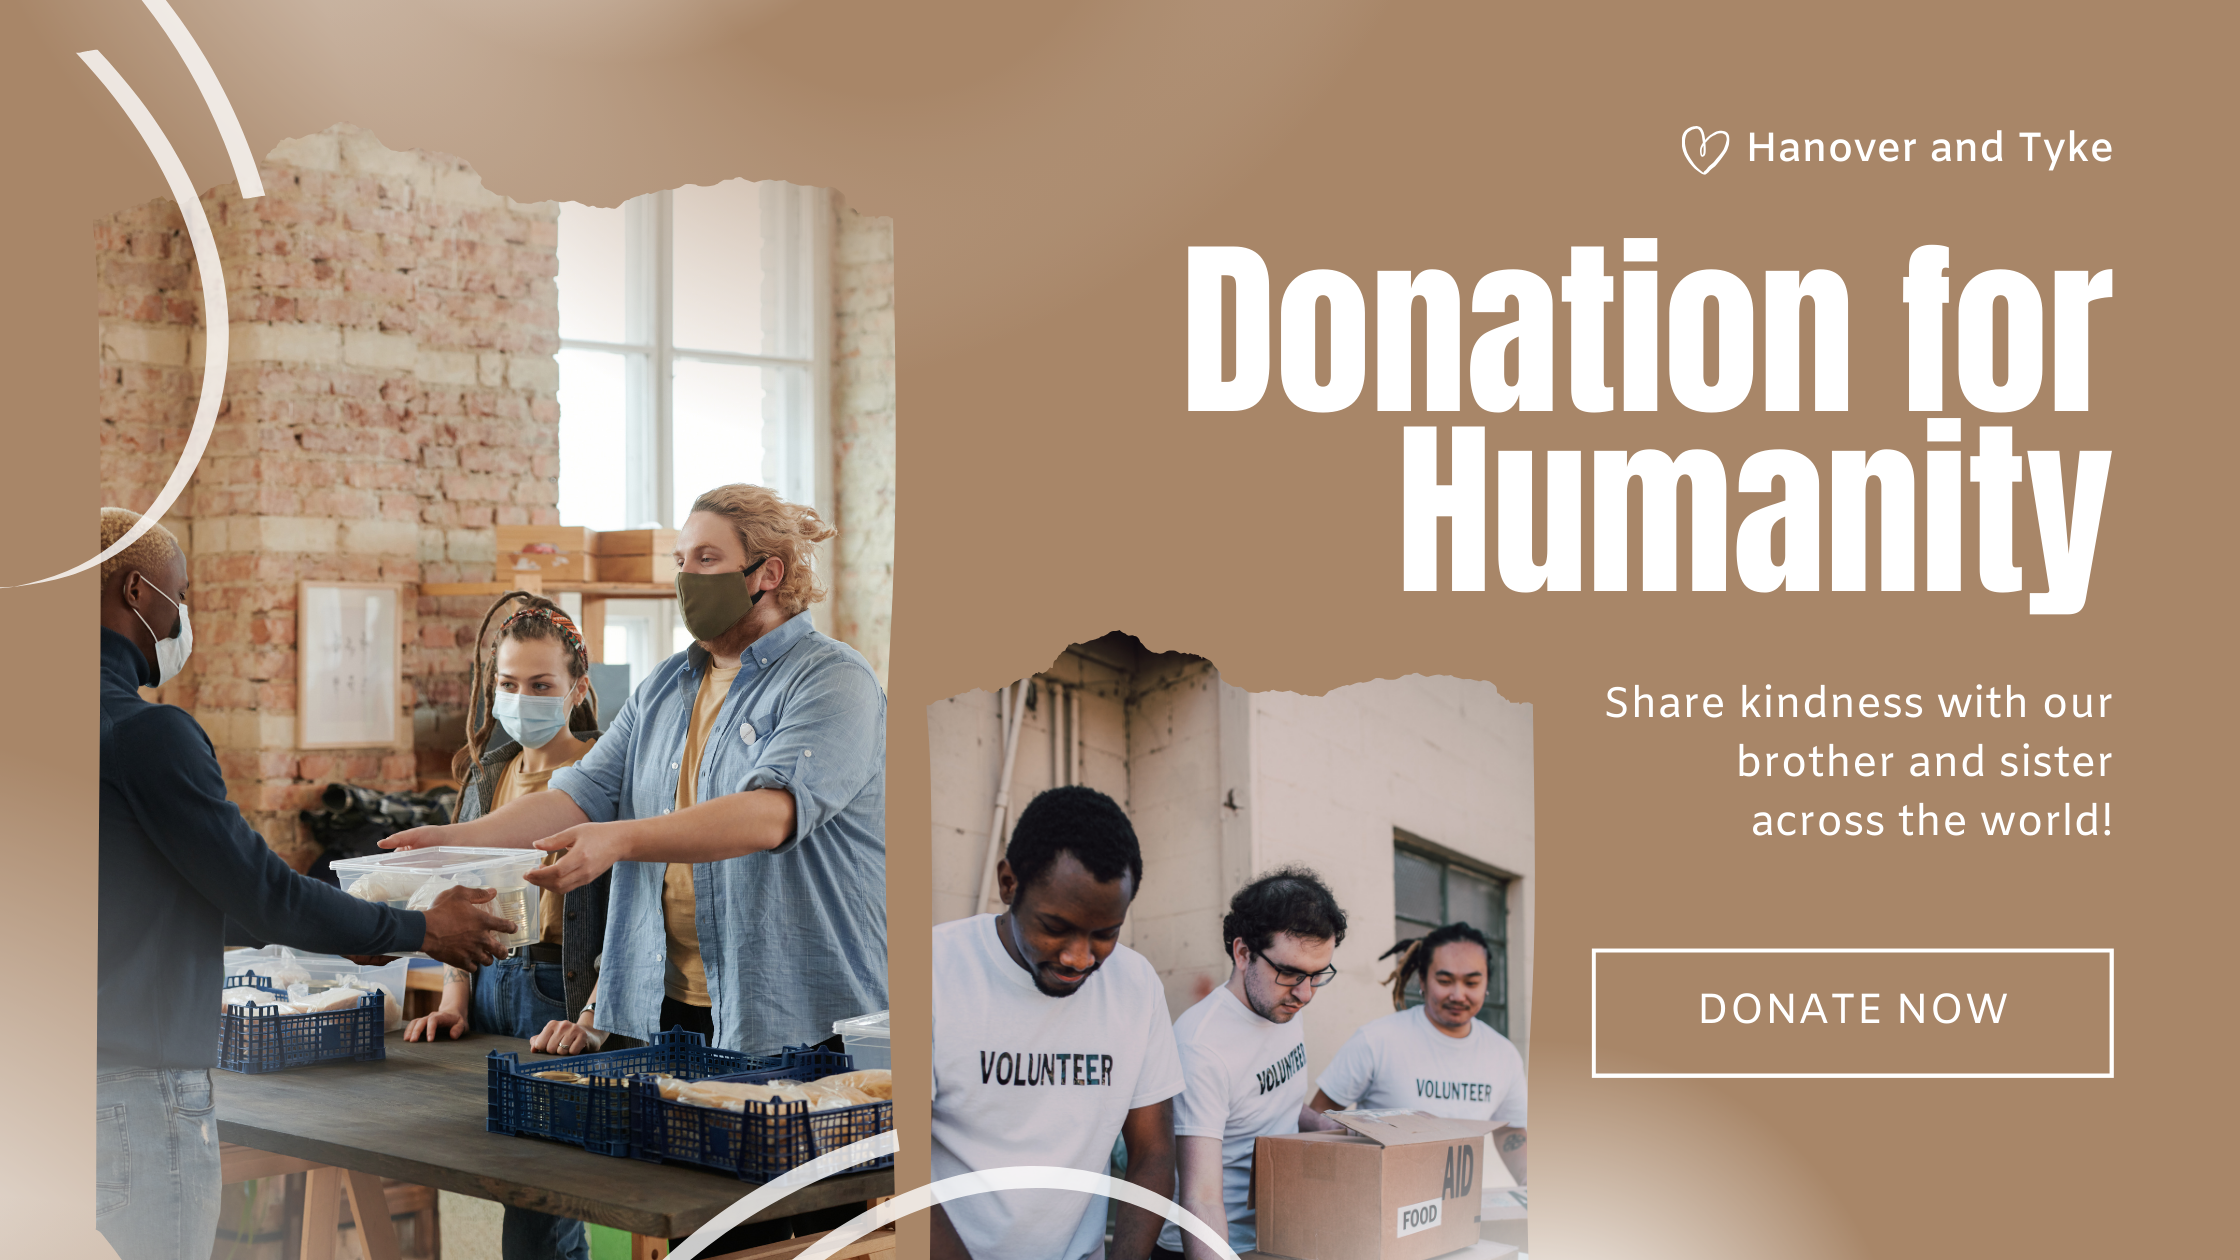 Hanover and Tyke
Donation for
Humanity
Share kindness with our
brother and sister
across the world!
DONATE NOW
VOLUNTEER
VOLUNTEER
VOLUNTEER
AID
FOOD